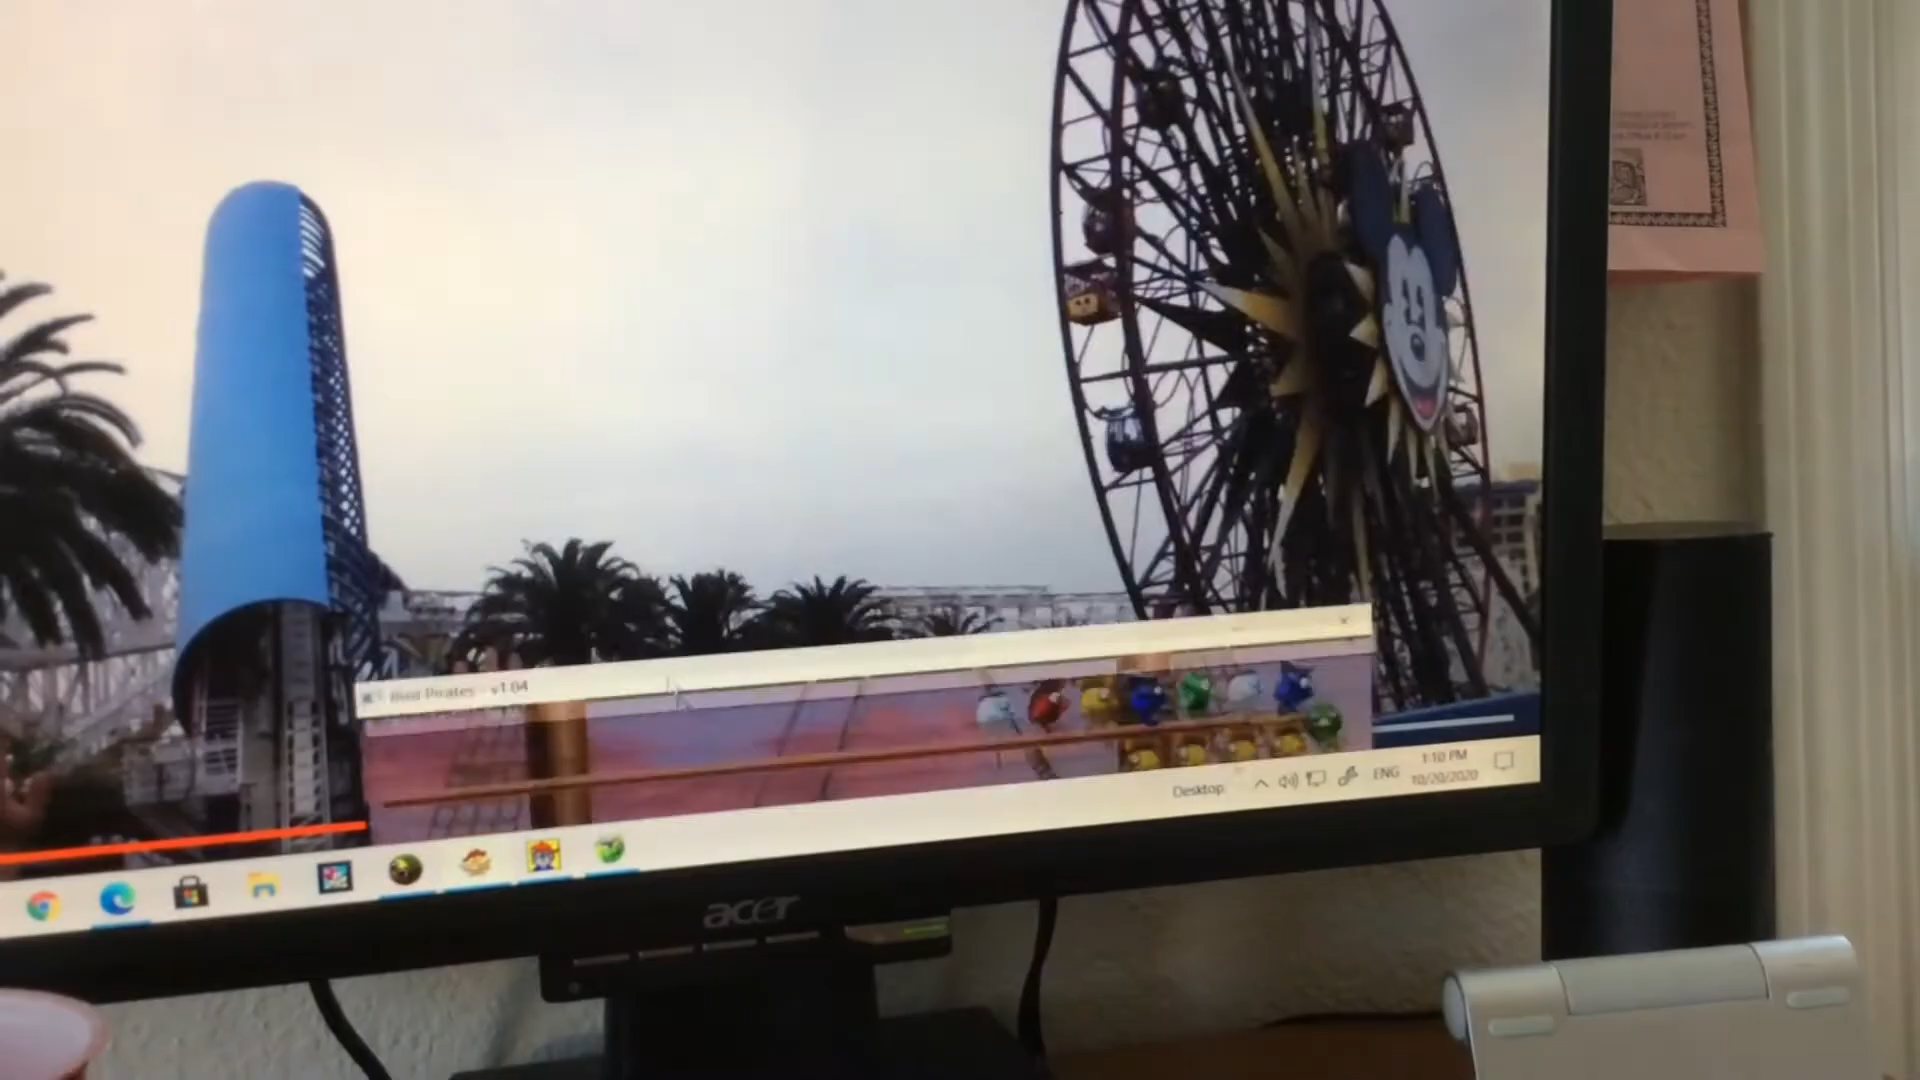 Bird Pirates - v1.04
Desktop
ENG
1:10 PM
10/20/2020
acer